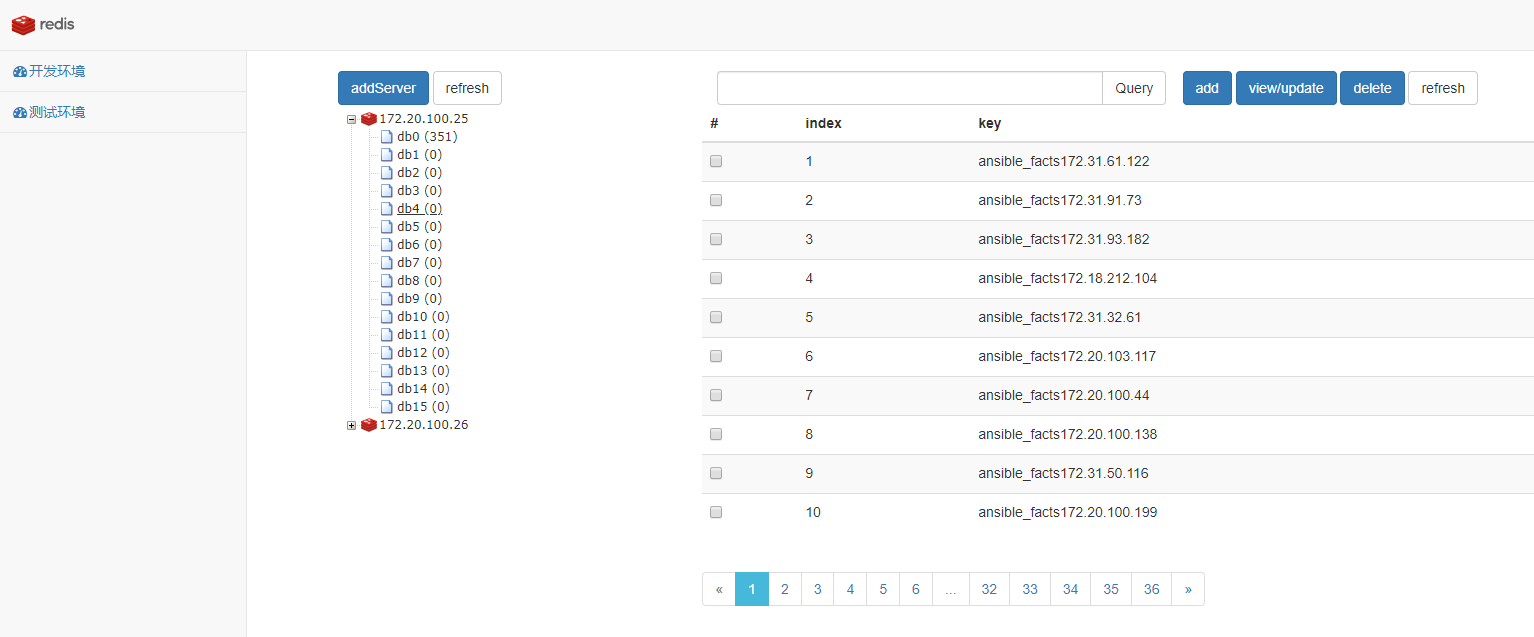 redis
开发环境
测试环境
addServer refresh
172.20.100.25
db0 (351)
db1 (0)
db2 (0)
db3 (0)
db4 (0)
db5 (0)
db6 (0)
db7 (0)
db8 (0)
db9 (0)
db10 (0)
db11 (0)
db12 (0)
db13 (0)
db14 (0)
db15 (0)
172.20.100.26
Query add view/update delete refresh
# index key
1 ansible_facts172.31.61.122
2 ansible_facts172.31.91.73
3 ansible_facts172.31.93.182
4 ansible_facts172.18.212.104
5 ansible_facts172.31.32.61
6 ansible_facts172.20.103.117
7 ansible_facts172.20.100.44
8 ansible_facts172.20.100.138
9 ansible_facts172.31.50.116
10 ansible_facts172.20.100.199
« 1 2 3 4 5 6 ... 32 33 34 35 36 »